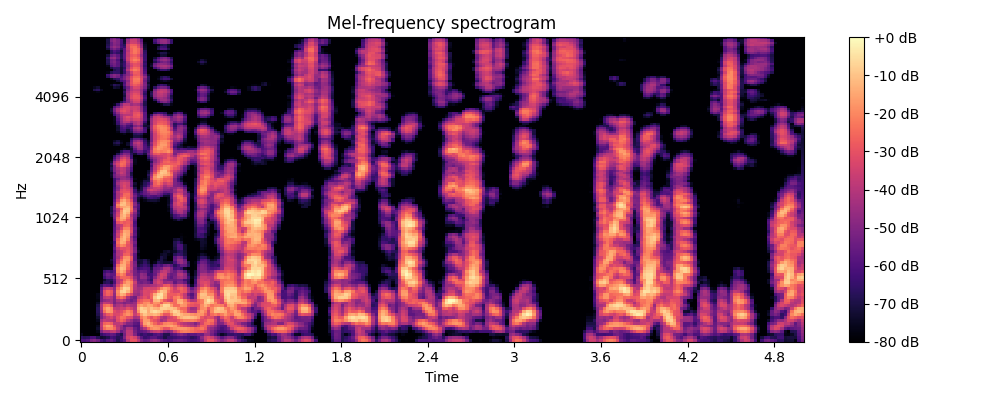 Mel-frequency spectrogram
+0 dB
-10 dB
-20 dB
-30 dB
-40 dB
-50 dB
-60 dB
-70 dB
-80 dB
Hz
4096
2048
1024
512
0
0 0.6 1.2 1.8 2.4 3 3.6 4.2 4.8
Time